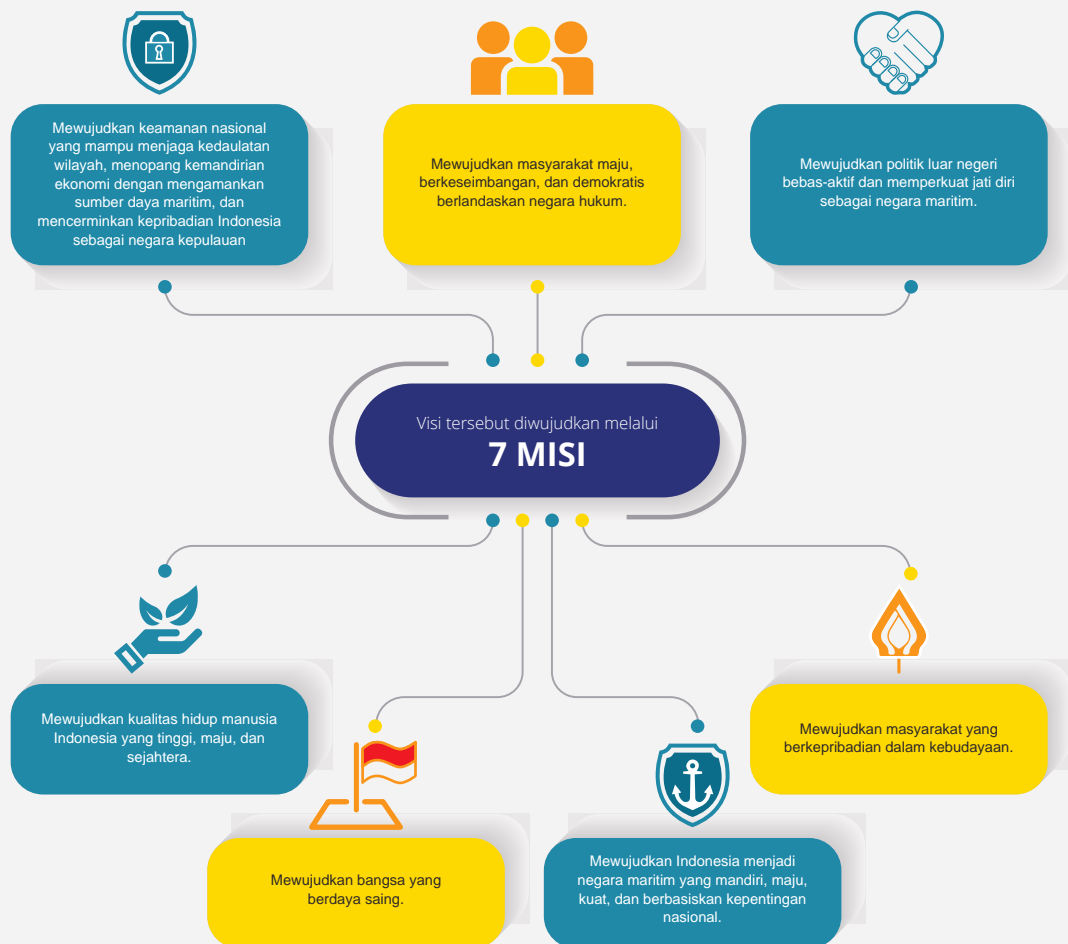 Mewujudkan keamanan nasional
yang mampu menjaga kedaulatan
wilayah, menopang kemandirian
ekonomi dengan mengamankan
sumber daya maritim, dan
mencerminkan kepribadian Indonesia
sebagai negara kepulauan
Mewujudkan masyarakat maju,
berkeseimbangan, dan demokratis
berlandaskan negara hukum.
Mewujudkan politik luar negeri
bebas-aktif dan memperkuat jati diri
sebagai negara maritim.
Visi tersebut diwujudkan melalui
7 MISI
Mewujudkan kualitas hidup manusia
Indonesia yang tinggi, maju, dan
sejahtera.
Mewujudkan bangsa yang
berdaya saing.
Mewujudkan Indonesia menjadi
negara maritim yang mandiri, maju,
kuat, dan berbasiskan kepentingan
nasional.
Mewujudkan masyarakat yang
berkepribadian dalam kebudayaan.